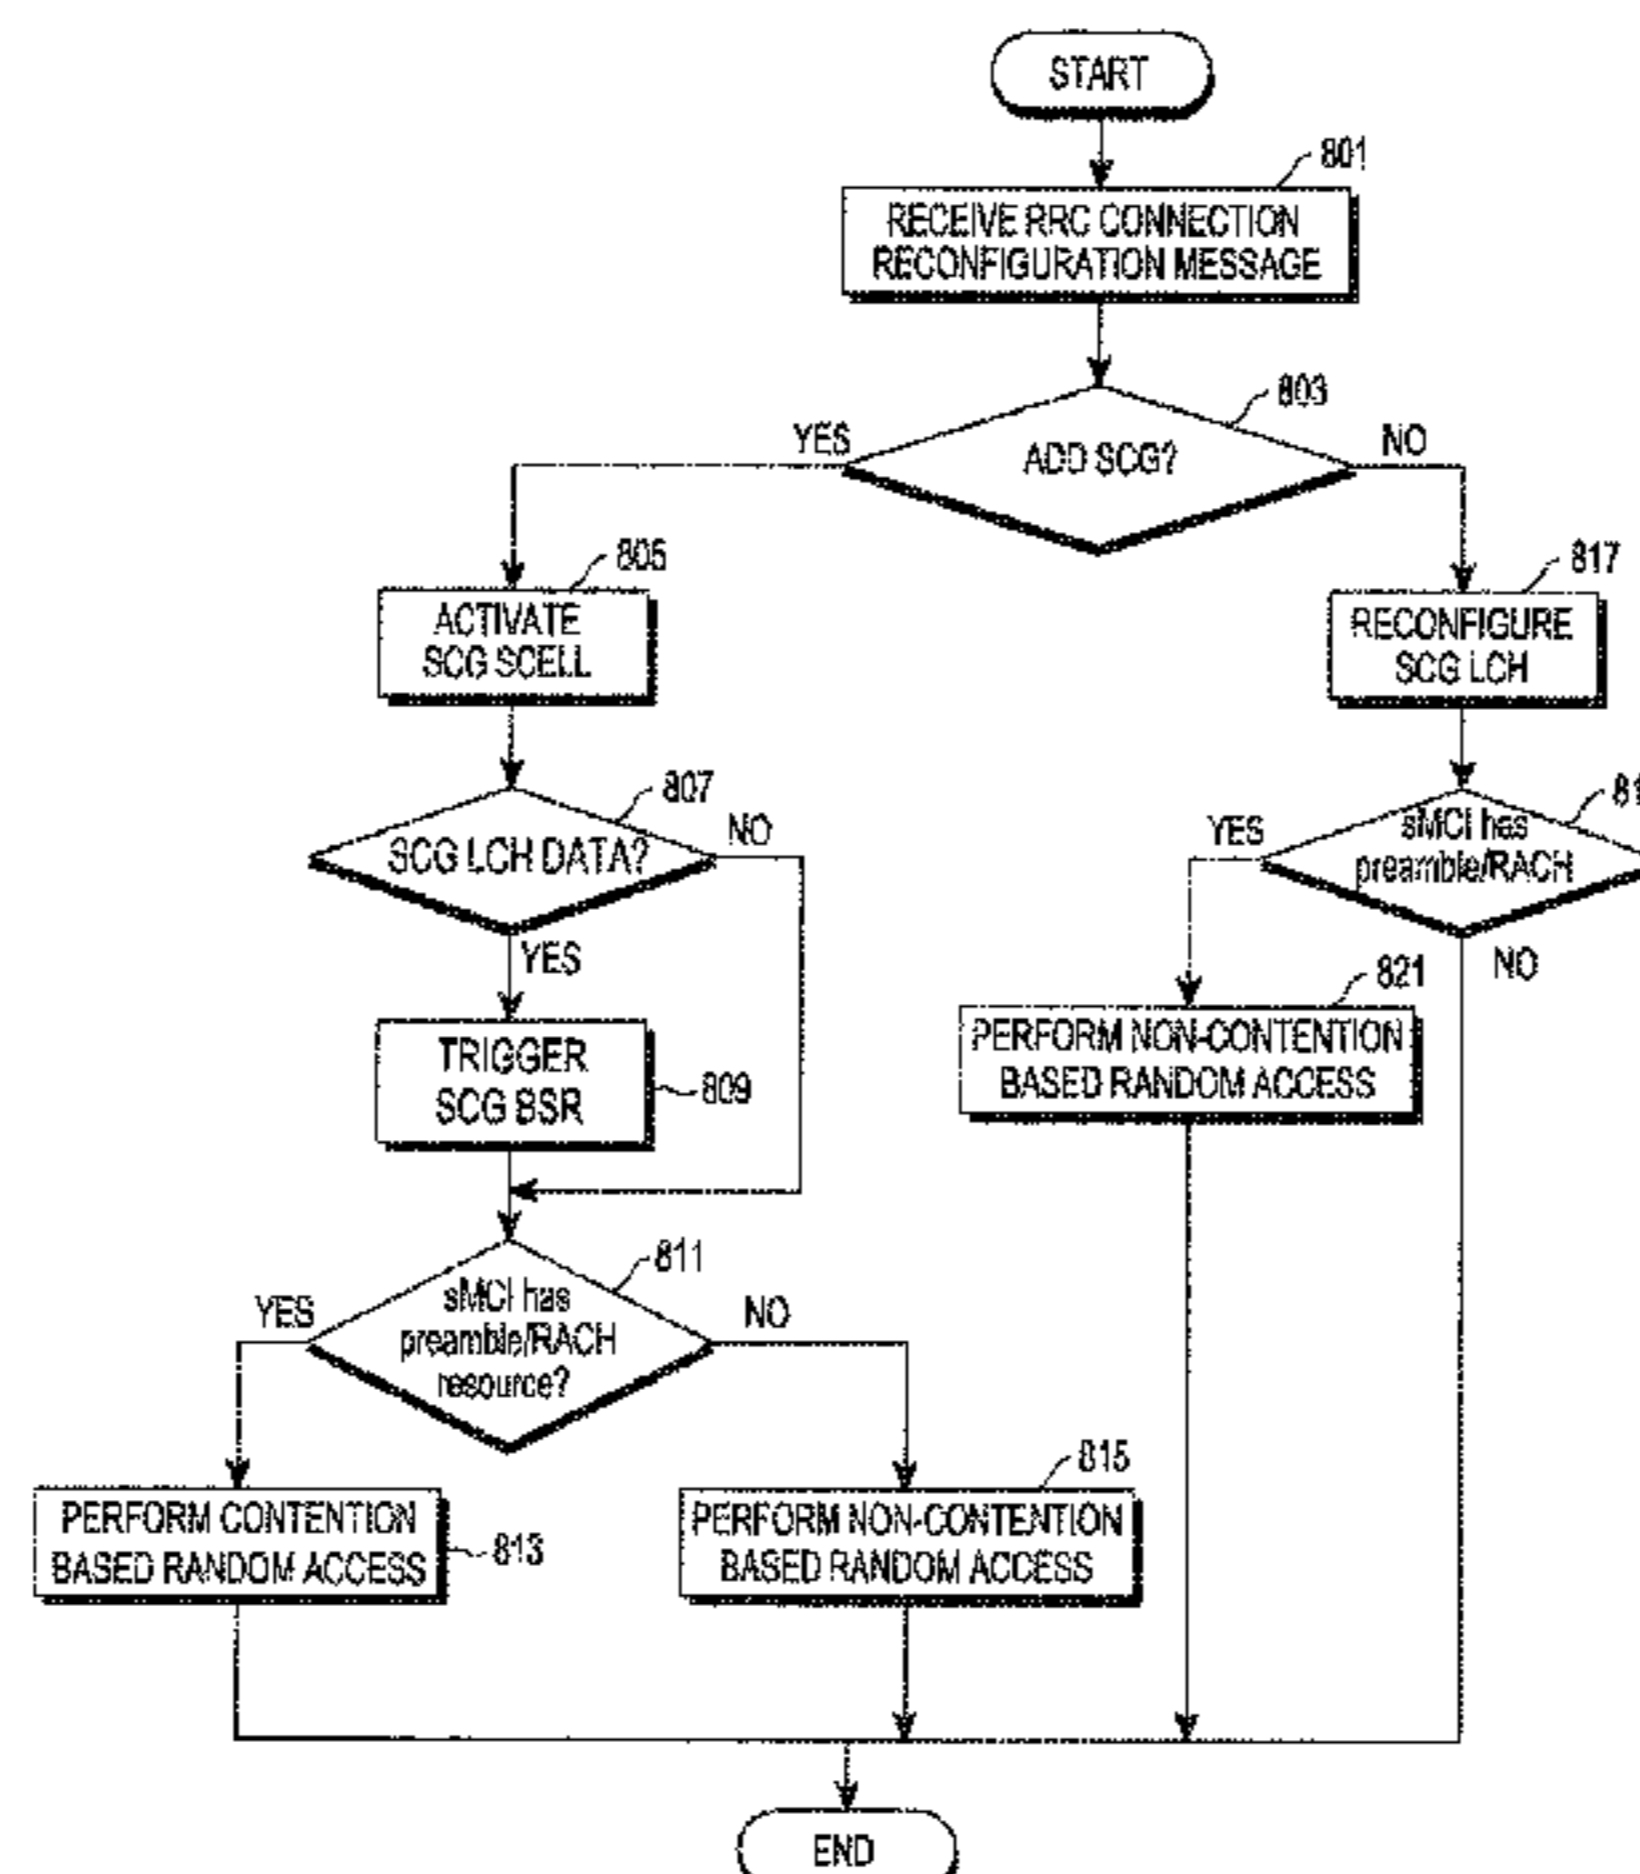 START
801
RECEIVE RRC CONNECTION
RECONFIGURATION MESSAGE
803
ADD SCG?
YES
NO
805
ACTIVATE
SCG SCELL
817
RECONFIGURE
SCG LCH
807
SCG LCH DATA?
NO
YES
sMCI has
preamble/RACH
YES
NO
TRIGGER
SCG BSR
809
821
PERFORM NON-CONTENTION
BASED RANDOM ACCESS
811
sMCI has
preamble/RACH
resource?
YES
NO
PERFORM CONTENTION
BASED RANDOM ACCESS
813
815
PERFORM NON-CONTENTION
BASED RANDOM ACCESS
END